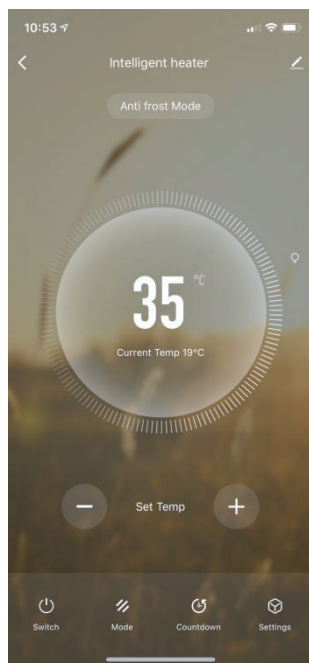 10:53
Intelligent heater
Anti frost Mode
35 °C
Current Temp 19°C
Set Temp
Switch Mode Countdown Settings